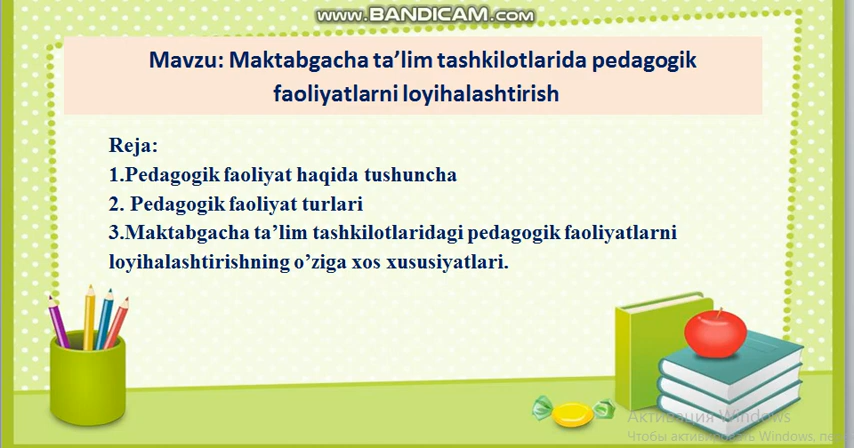 www.BANDICAM.com
Mavzu: Maktabgacha ta’lim tashkilotlarida pedagogik
faoliyatlarni loyihalashtirish
Reja:
1.Pedagogik faoliyat haqida tushuncha
2. Pedagogik faoliyat turlari
3.Maktabgacha ta’lim tashkilotlaridagi pedagogik faoliyatlarni
loyihalashtirishning o’ziga xos xususiyatlari.
Активация Windows
Чтобы активировать Windows,